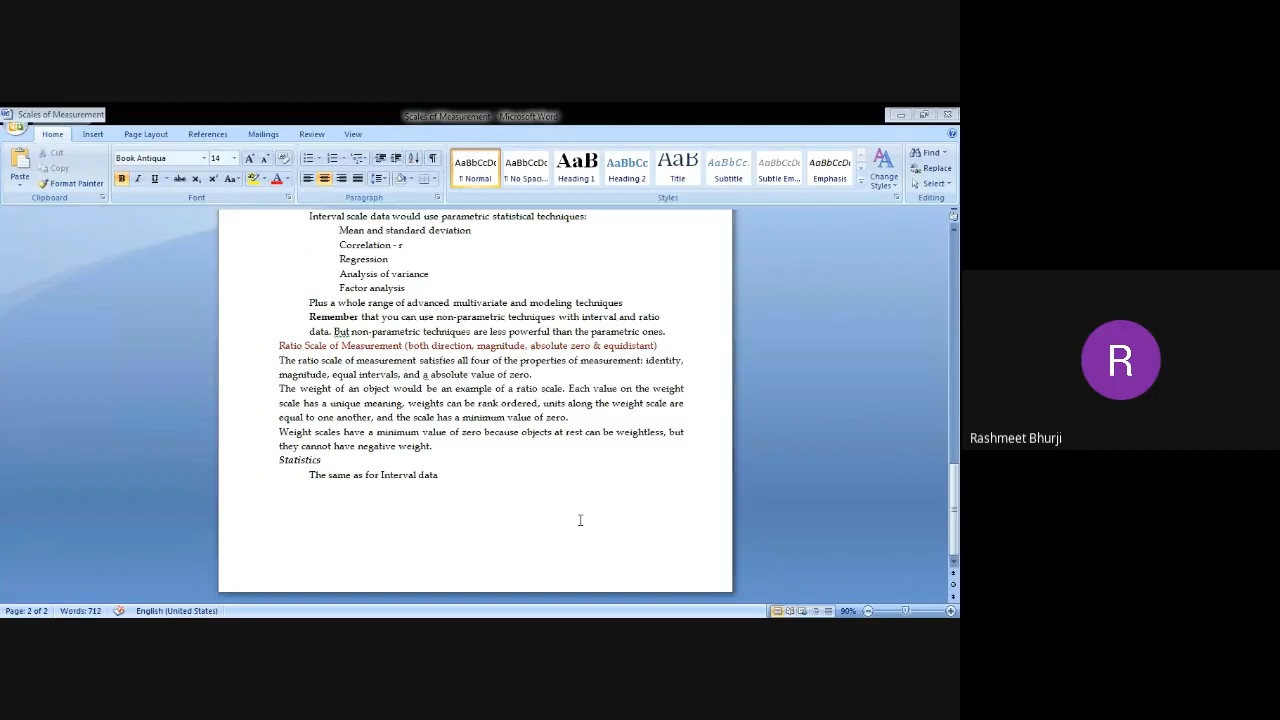 Scales of Measurement
Scales of Measurement - Microsoft Word
Home Insert Page Layout References Mailings Review View
Paste
Cut
Copy
Format Painter
Clipboard
Book Antiqua 14
Font
Paragraph
AaBbCcDc AaBbCcDc AaB AaBbCc AaB AaBbCcDc AaBbCcDc AaBbCcDc
¶ Normal ¶ No Spaci... Heading 1 Heading 2 Title Subtitle Subtle Em... Emphasis
Change Styles
Styles
Find
Replace
Select
Editing
Interval scale data would use parametric statistical techniques:
Mean and standard deviation
Correlation - r
Regression
Analysis of variance
Factor analysis
Plus a whole range of advanced multivariate and modeling techniques
Remember that you can use non-parametric techniques with interval and ratio
data. But non-parametric techniques are less powerful than the parametric ones.
Ratio Scale of Measurement (both direction, magnitude, absolute zero & equidistant)
The ratio scale of measurement satisfies all four of the properties of measurement: identity,
magnitude, equal intervals, and a absolute value of zero.
The weight of an object would be an example of a ratio scale. Each value on the weight
scale has a unique meaning, weights can be rank ordered, units along the weight scale are
equal to one another, and the scale has a minimum value of zero.
Weight scales have a minimum value of zero because objects at rest can be weightless, but
they cannot have negative weight.
Statistics
The same as for Interval data
Page: 2 of 2 Words: 712 English (United States) 90%
R
Rashmeet Bhurji